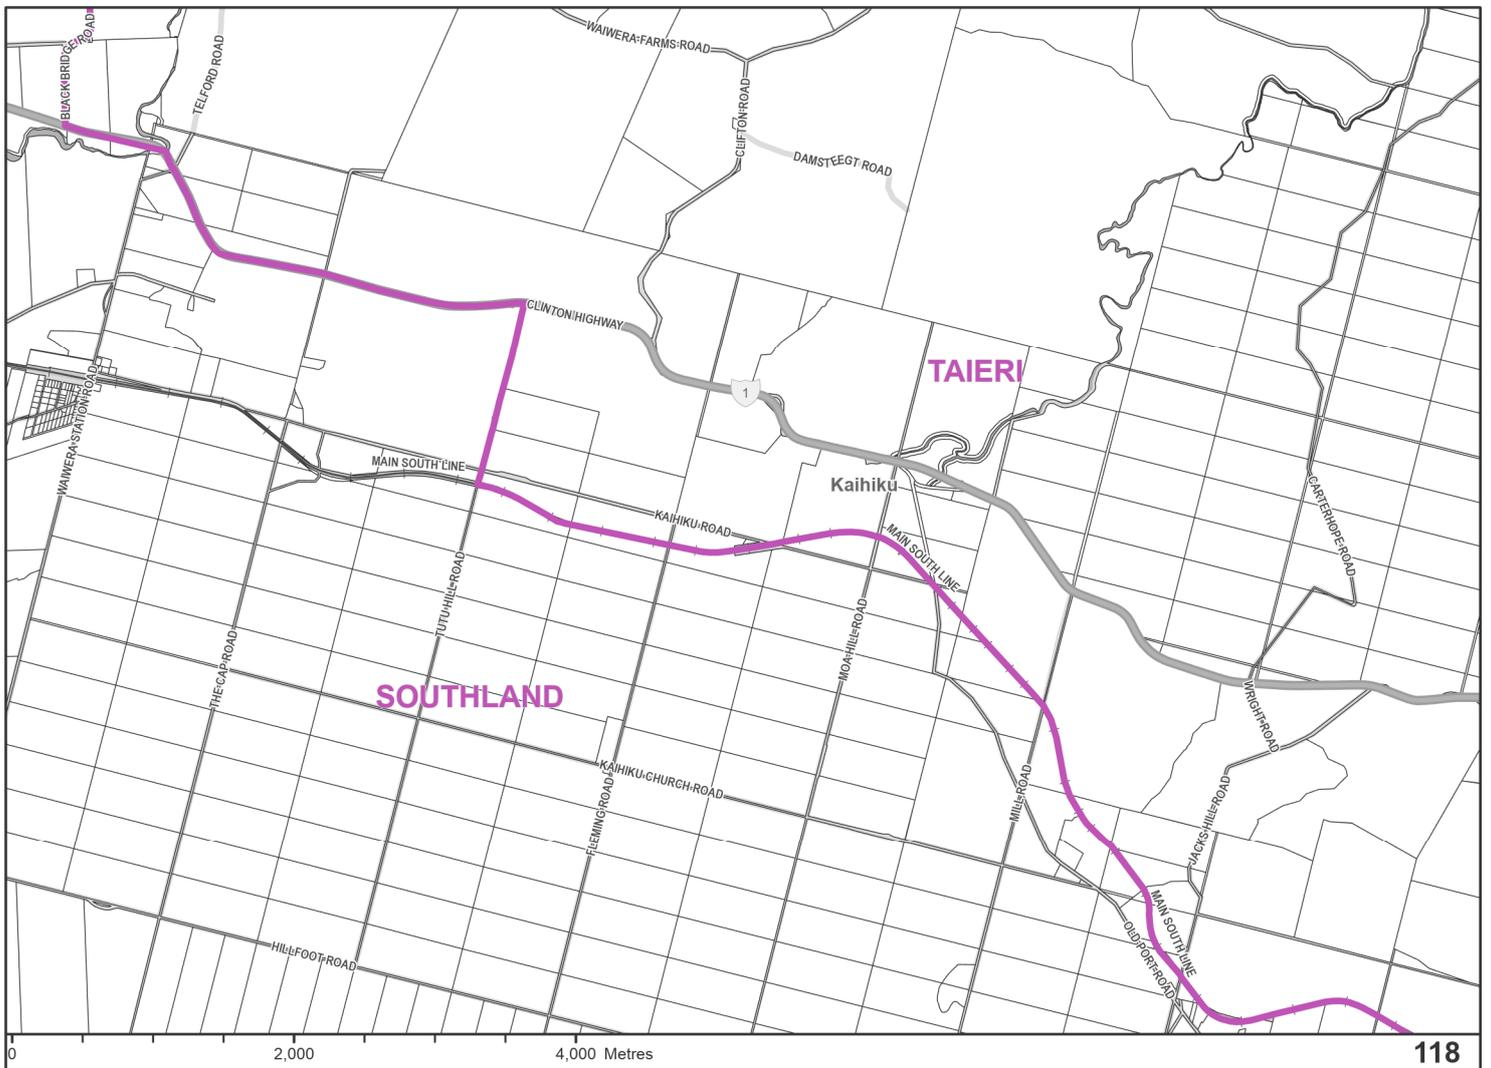 BLACK BRIDGE ROAD
TELFORD ROAD
WAIWERA FARMS ROAD
CLIFTON ROAD
DAMSTEEGT ROAD
CLINTON HIGHWAY
1
TAIERI
WAIWERA STATION ROAD
MAIN SOUTH LINE
Kaihiku
KAIHIKU ROAD
MAIN SOUTH LINE
CARTERHOPE ROAD
TUTU HILL ROAD
MOA HILL ROAD
THE CAP ROAD
SOUTHLAND
WRIGHT ROAD
KAIHIKU CHURCH ROAD
FLEMING ROAD
MILL ROAD
JACKS HILL ROAD
MAIN SOUTH LINE
OLD PORT ROAD
HILLFOOT ROAD
0 2,000 4,000 Metres
118